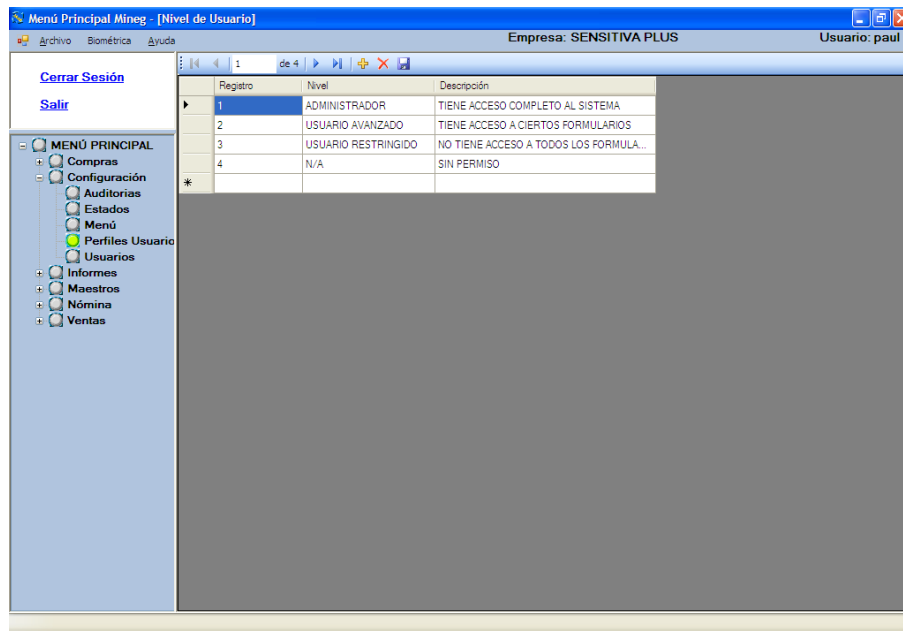 Menú Principal Mineg - [Nivel de Usuario]
Archivo Biométrica Ayuda
Empresa: SENSITIVA PLUS
Usuario: paul
Cerrar Sesión
Salir
1 de 4
Registro Nivel Descripción
1 ADMINISTRADOR TIENE ACCESO COMPLETO AL SISTEMA
2 USUARIO AVANZADO TIENE ACCESO A CIERTOS FORMULARIOS
3 USUARIO RESTRINGIDO NO TIENE ACCESO A TODOS LOS FORMULA...
4 N/A SIN PERMISO
MENÚ PRINCIPAL
Compras
Configuración
Auditorias
Estados
Menú
Perfiles Usuario
Usuarios
Informes
Maestros
Nómina
Ventas